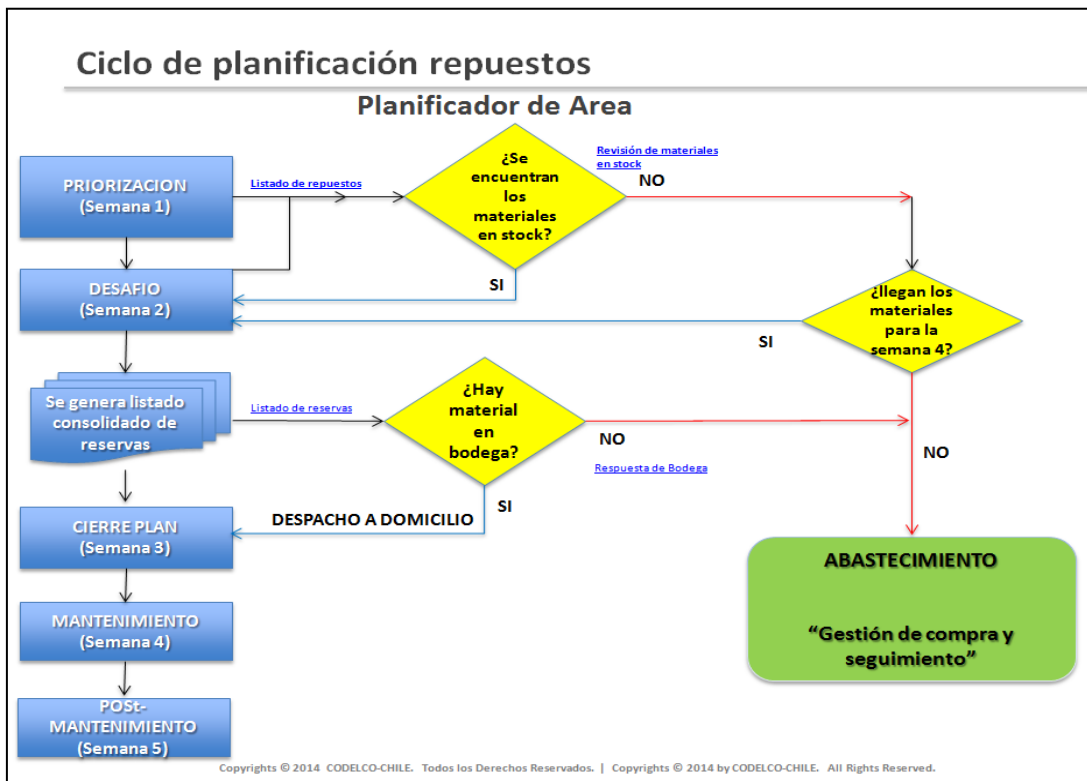 Ciclo de planificación repuestos
Planificador de Area
PRIORIZACION
(Semana 1)
Listado de repuestos
¿Se
encuentran
los
materiales
en stock?
Revisión de materiales
en stock
NO
SI
DESAFIO
(Semana 2)
¿llegan los
materiales
para la
semana 4?
SI
NO
Se genera listado
consolidado de
reservas
Listado de reservas
¿Hay
material
en
bodega?
NO
Respuesta de Bodega
SI
DESPACHO A DOMICILIO
CIERRE PLAN
(Semana 3)
ABASTECIMIENTO
“Gestión de compra y
seguimiento”
MANTENIMIENTO
(Semana 4)
POSt-
MANTENIMIENTO
(Semana 5)
Copyrights © 2014 CODELCO-CHILE. Todos los Derechos Reservados. | Copyrights © 2014 by CODELCO-CHILE. All Rights Reserved.